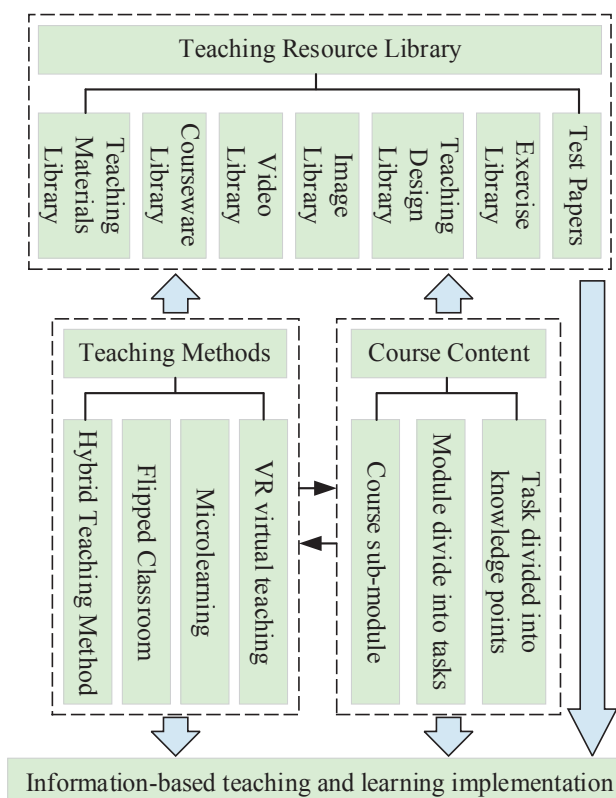 Teaching Resource Library
Teaching
Materials
Library
Courseware
Library
Video
Library
Image
Library
Teaching
Design
Library
Exercise
Library
Test Papers
Teaching Methods
Hybrid Teaching Method
Flipped Classroom
Microlearning
VR virtual teaching
Course Content
Course sub-module
Module divide into tasks
Task divided into
knowledge points
Information-based teaching and learning implementation